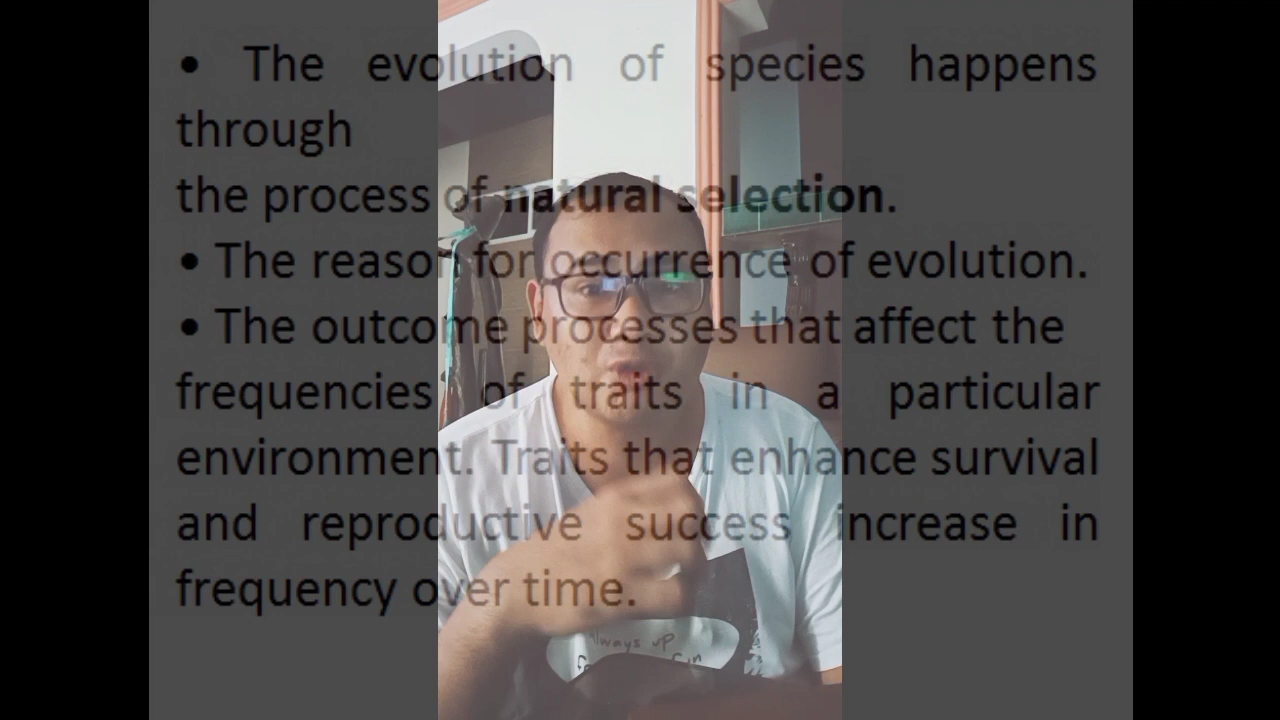 • The evolution of species happens
through
the process of natural selection.
• The reason for occurrence of evolution.
• The outcome processes that affect the
frequencies of traits in a particular
environment. Traits that enhance survival
and reproductive success increase in
frequency over time.
always up